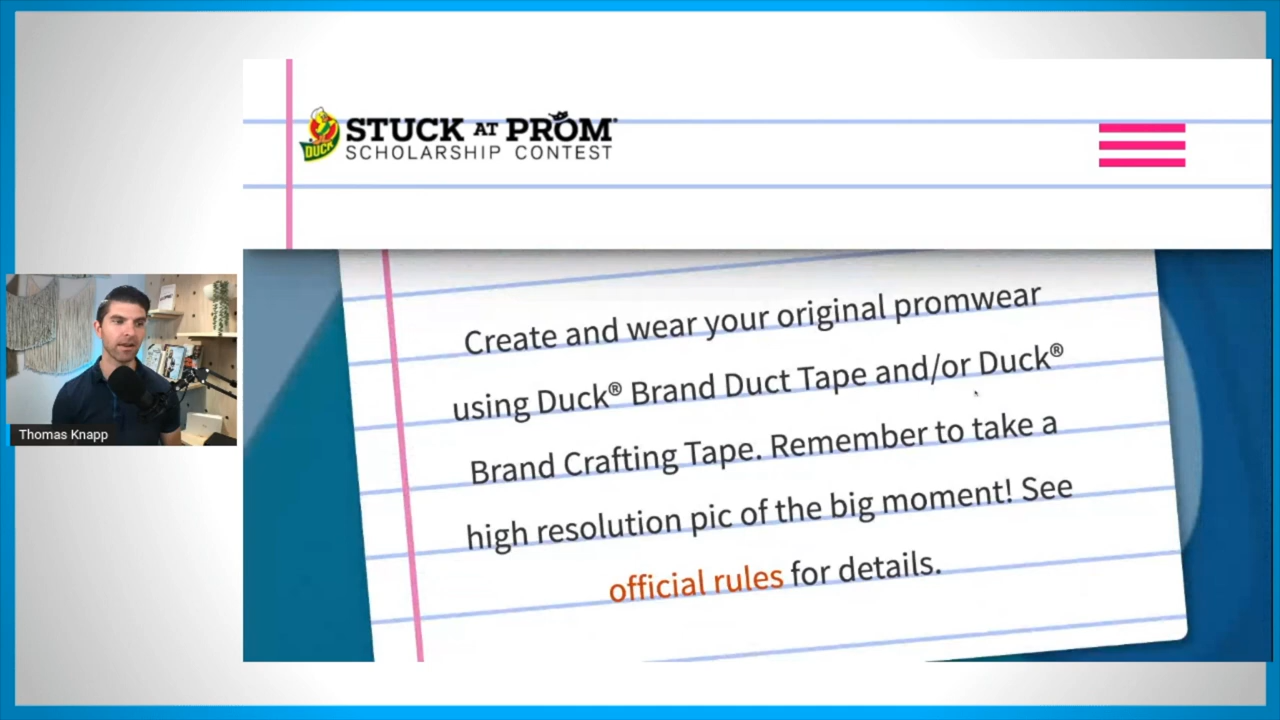 DUCK
STUCK AT PROM
SCHOLARSHIP CONTEST
Create and wear your original promwear
using Duck® Brand Duct Tape and/or Duck®
Brand Crafting Tape. Remember to take a
high resolution pic of the big moment! See
official rules for details.
Thomas Knapp